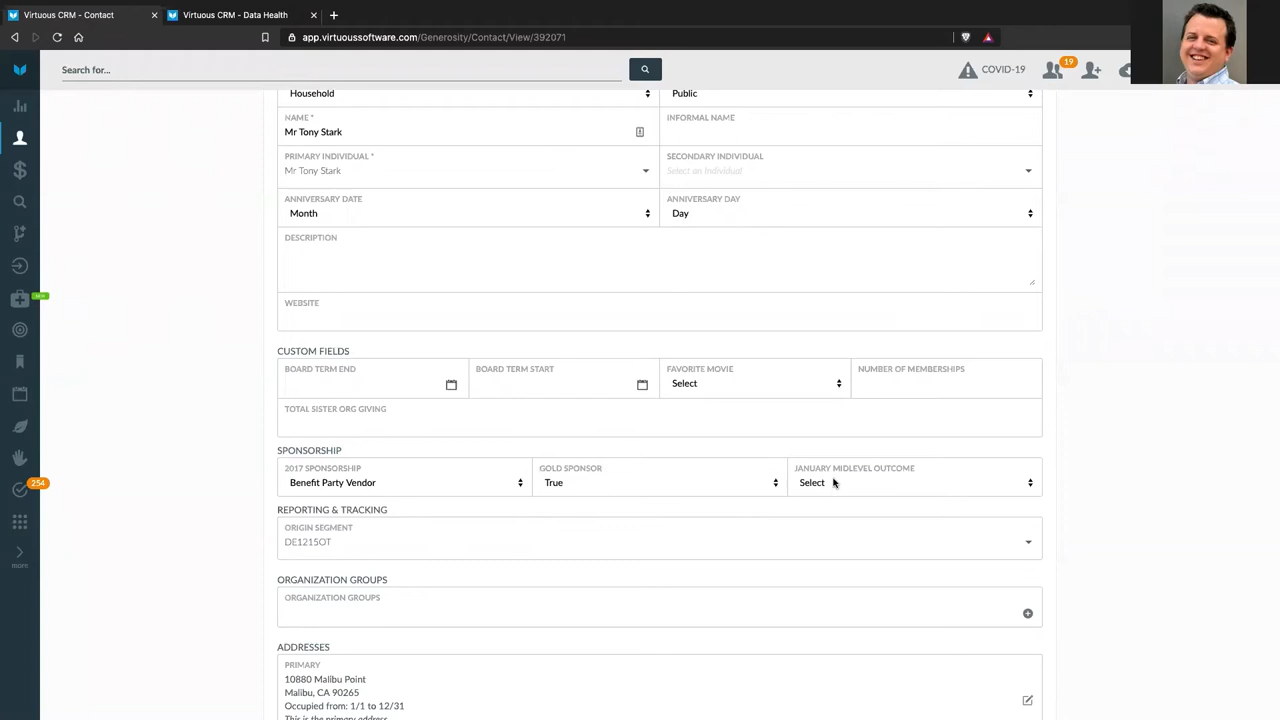 Virtuous CRM - Contact
Virtuous CRM - Data Health
app.virtuoussoftware.com/Generosity/Contact/View/392071
Search for...
COVID-19
19
Household
Public
NAME *
Mr Tony Stark
INFORMAL NAME
PRIMARY INDIVIDUAL *
Mr Tony Stark
SECONDARY INDIVIDUAL
Select an Individual
ANNIVERSARY DATE
Month
ANNIVERSARY DAY
Day
DESCRIPTION
WEBSITE
CUSTOM FIELDS
BOARD TERM END
BOARD TERM START
FAVORITE MOVIE
Select
NUMBER OF MEMBERSHIPS
TOTAL SISTER ORG GIVING
SPONSORSHIP
2017 SPONSORSHIP
Benefit Party Vendor
GOLD SPONSOR
True
JANUARY MIDLEVEL OUTCOME
Select
254
REPORTING & TRACKING
ORIGIN SEGMENT
DE1215OT
more
ORGANIZATION GROUPS
ORGANIZATION GROUPS
ADDRESSES
PRIMARY
10880 Malibu Point
Malibu, CA 90265
Occupied from: 1/1 to 12/31
This is the primary address